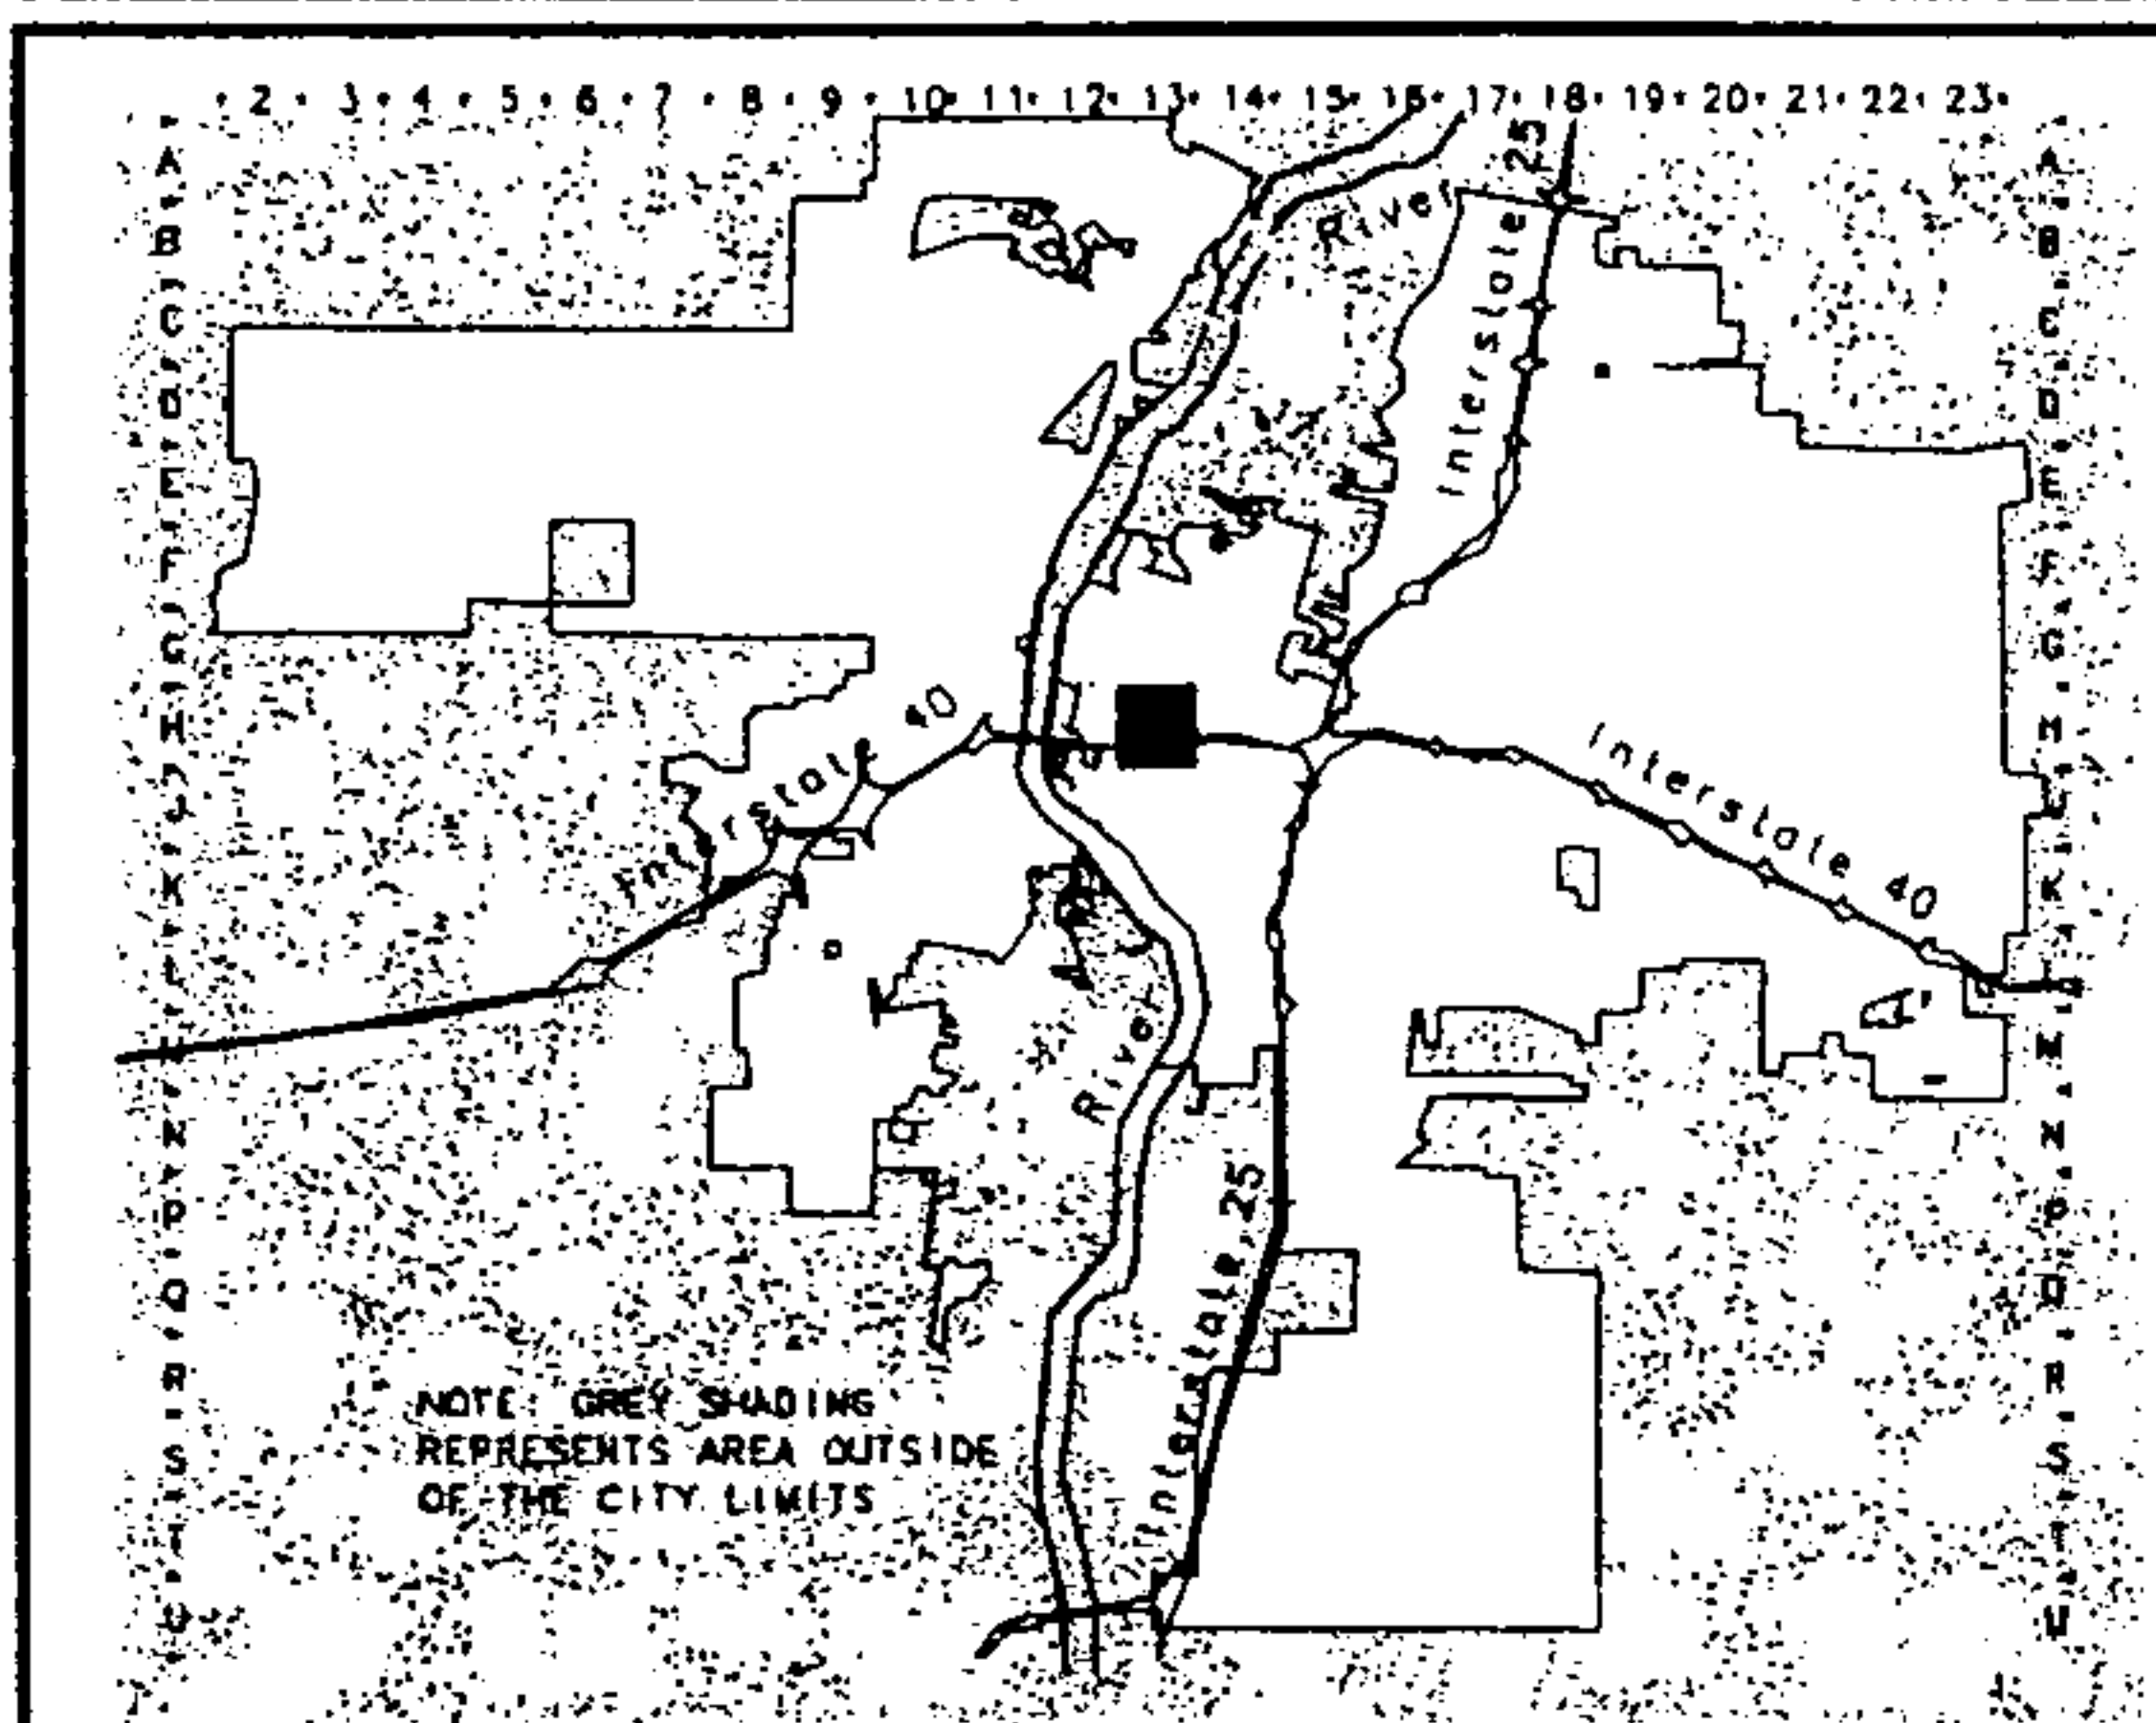 2 3 4 5 6 7 8 9 10 11 12 13 14 15 16 17 18 19 20 21 22 23
A
B
C
D
E
F
G
H
J
K
L
M
N
P
Q
R
S
T
U
River
Interstate 25
Interstate 40
Interstate 40
River
Interstate 25
NOTE: GREY SHADING
REPRESENTS AREA OUTSIDE
OF THE CITY LIMITS
A
B
C
D
E
F
G
H
J
K
L
M
N
P
Q
R
S
T
U